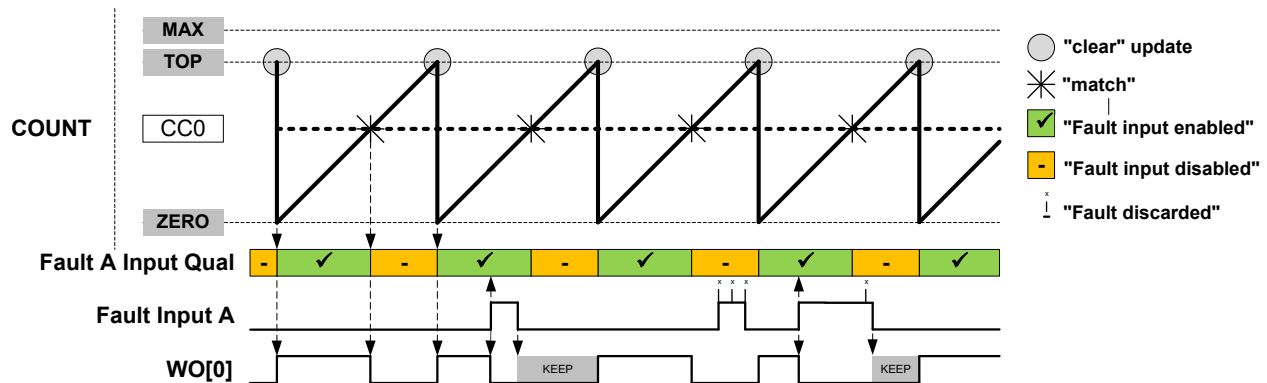 MAX
"clear" update
TOP
"match"
COUNT
CC0
"Fault input enabled"
"Fault input disabled"
x
"Fault discarded"
ZERO
Fault A Input Qual
- ✓ - ✓ - ✓ - ✓ - ✓
x x x x
Fault Input A
WO[0]
KEEP
KEEP